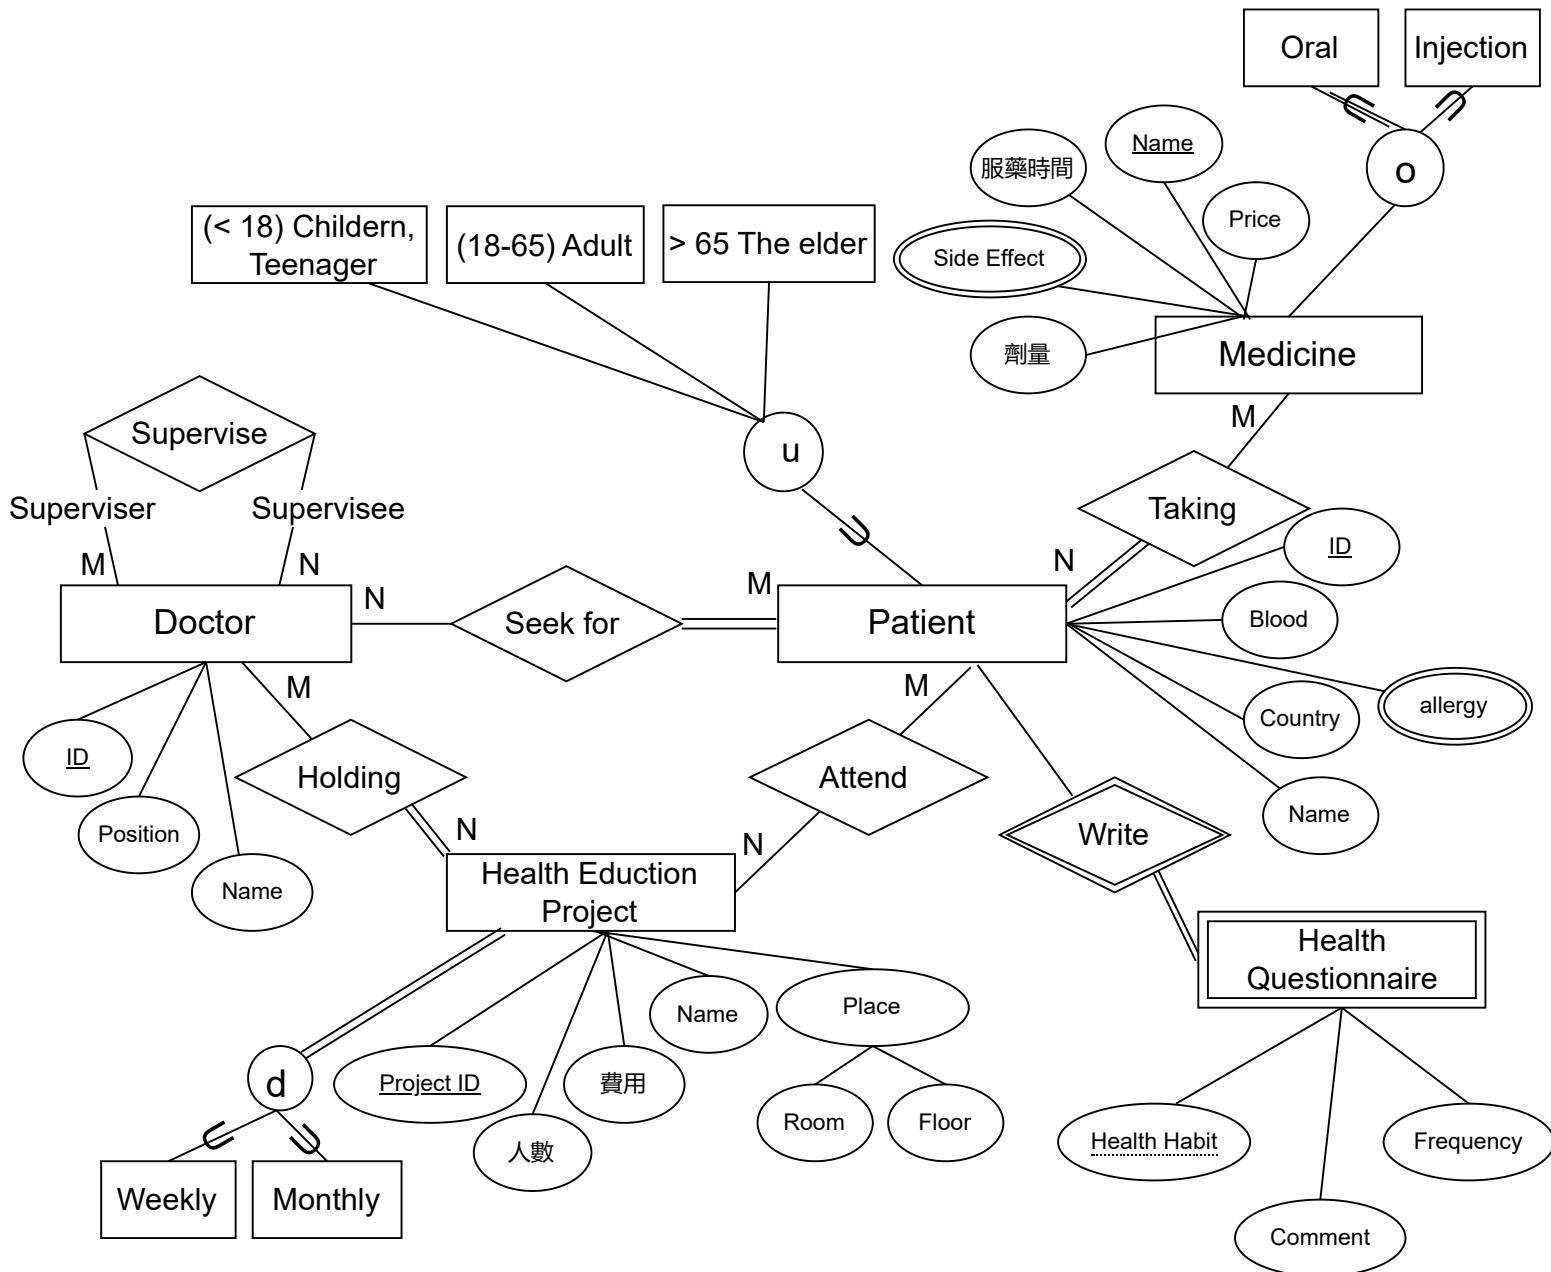 Oral
Injection
Name
服藥時間
o
Price
(< 18) Childern,
Teenager
(18-65) Adult
> 65 The elder
Side Effect
劑量
Medicine
M
Supervise
u
Superviser
Supervisee
Taking
ID
M
N
N
M
N
Doctor
Seek for
Patient
Blood
M
M
allergy
Country
ID
Holding
Attend
Name
Position
N
N
Write
Name
Health Eduction
Project
Health
Questionnaire
Name
Place
d
Project ID
費用
Room
Floor
人數
Health Habit
Frequency
Weekly
Monthly
Comment